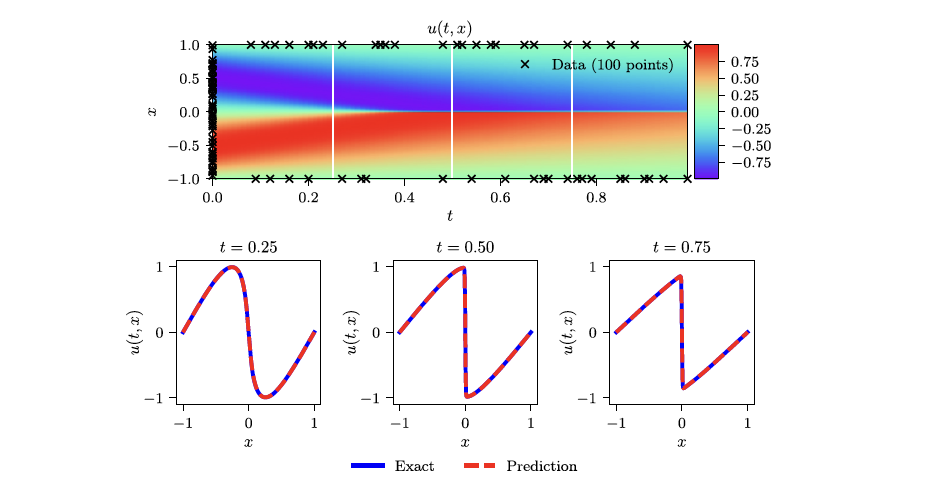 u(t, x)
1.0
0.5
0.0
−0.5
−1.0
x
Data (100 points)
0.75
0.50
0.25
0.00
−0.25
−0.50
−0.75
0.0 0.2 0.4 0.6 0.8
t
t = 0.25 t = 0.50 t = 0.75
1 1 1
0 0 0
−1 −1 −1
u(t, x) u(t, x) u(t, x)
−1 0 1 −1 0 1 −1 0 1
x x x
Exact Prediction